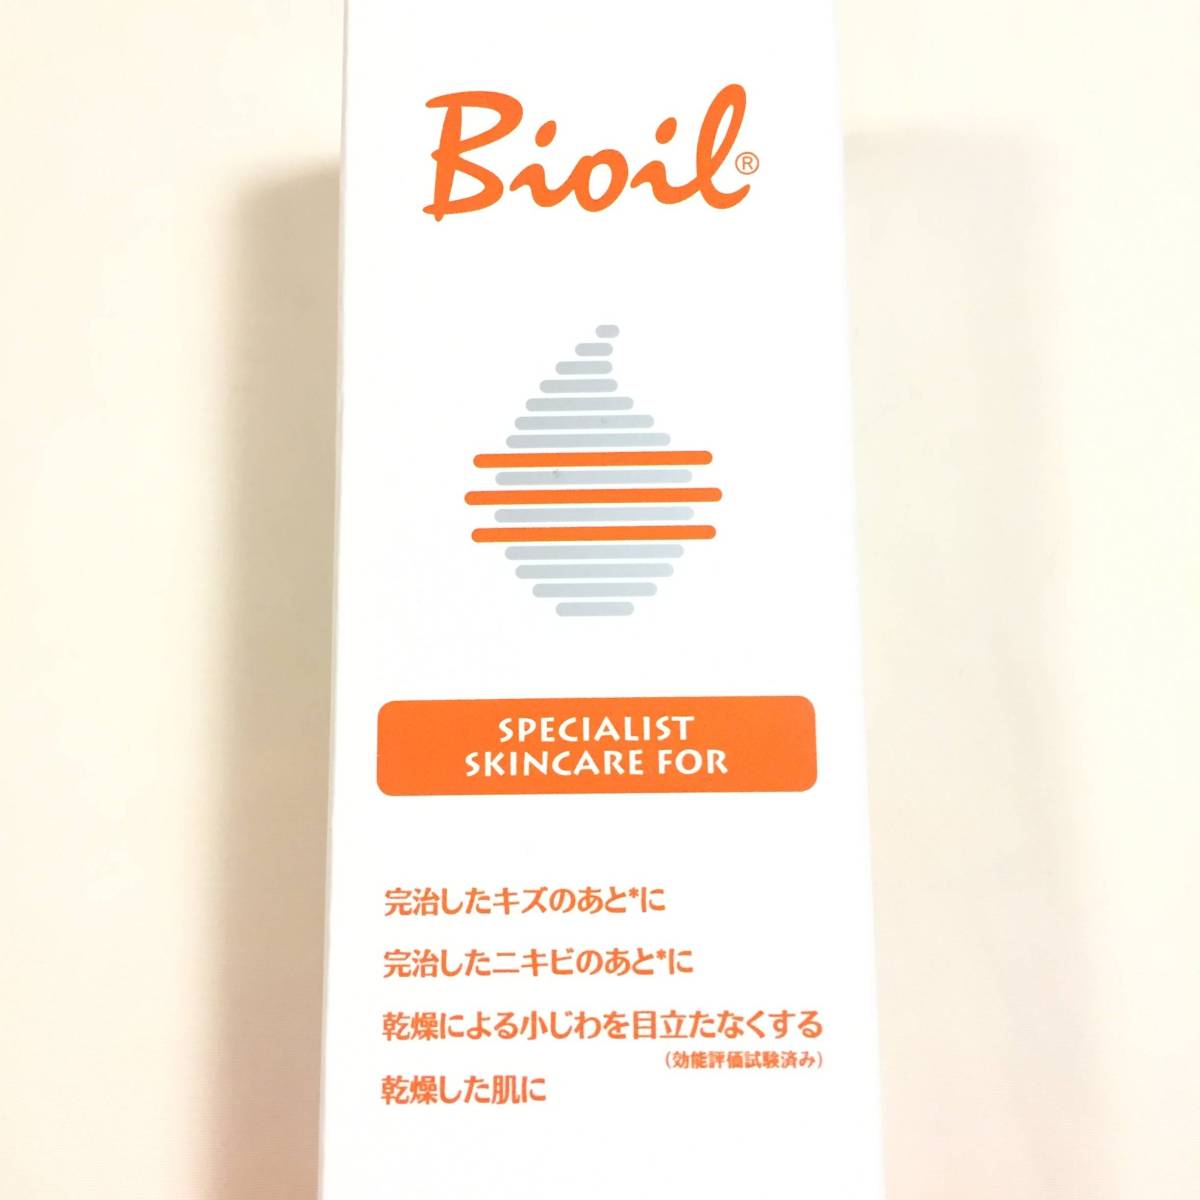 Bioil®
SPECIALIST
SKINCARE FOR
完治したキズのあと*に
完治したニキビのあと*に
乾燥による小じわを目立たなくする
(効能評価試験済み)
乾燥した肌に